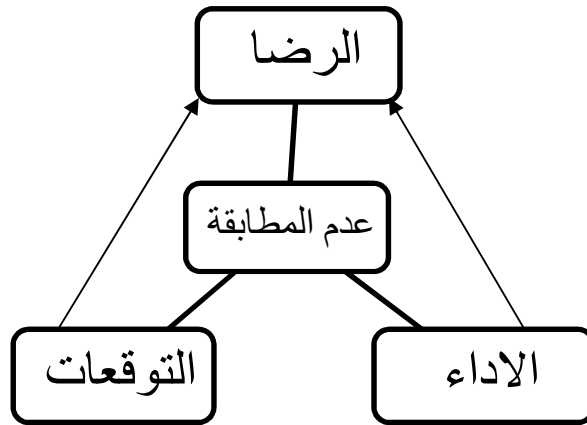 الرضا
عدم المطابقة
الاداء
التوقعات